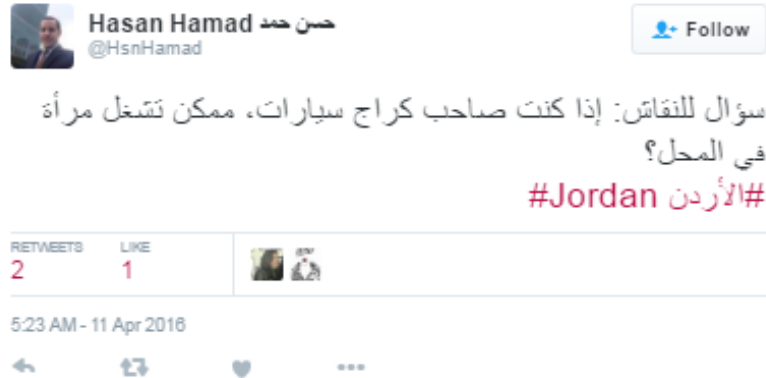 Hasan Hamad حسن حمد
@HsnHamad
Follow
سؤال للنقاش: إذا كنت صاحب كراج سيارات، ممكن تشغل مرأة
في المحل؟
#الأردن Jordan#
RETWEETS LIKE
2 1
5:23 AM - 11 Apr 2016